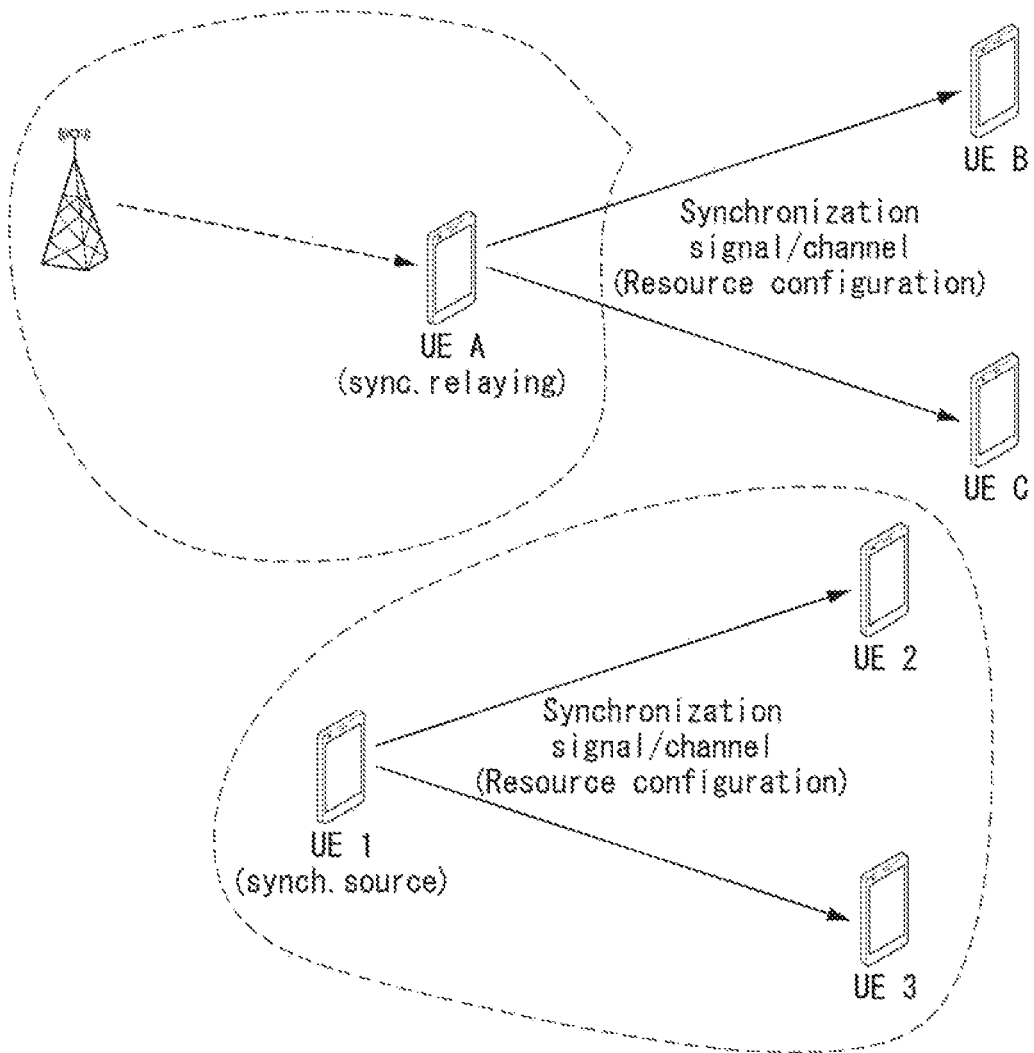 UE B
Synchronization
signal/channel
(Resource configuration)
UE A
(sync.relaying)
UE C
UE 2
Synchronization
signal/channel
(Resource configuration)
UE 1
(synch.source)
UE 3